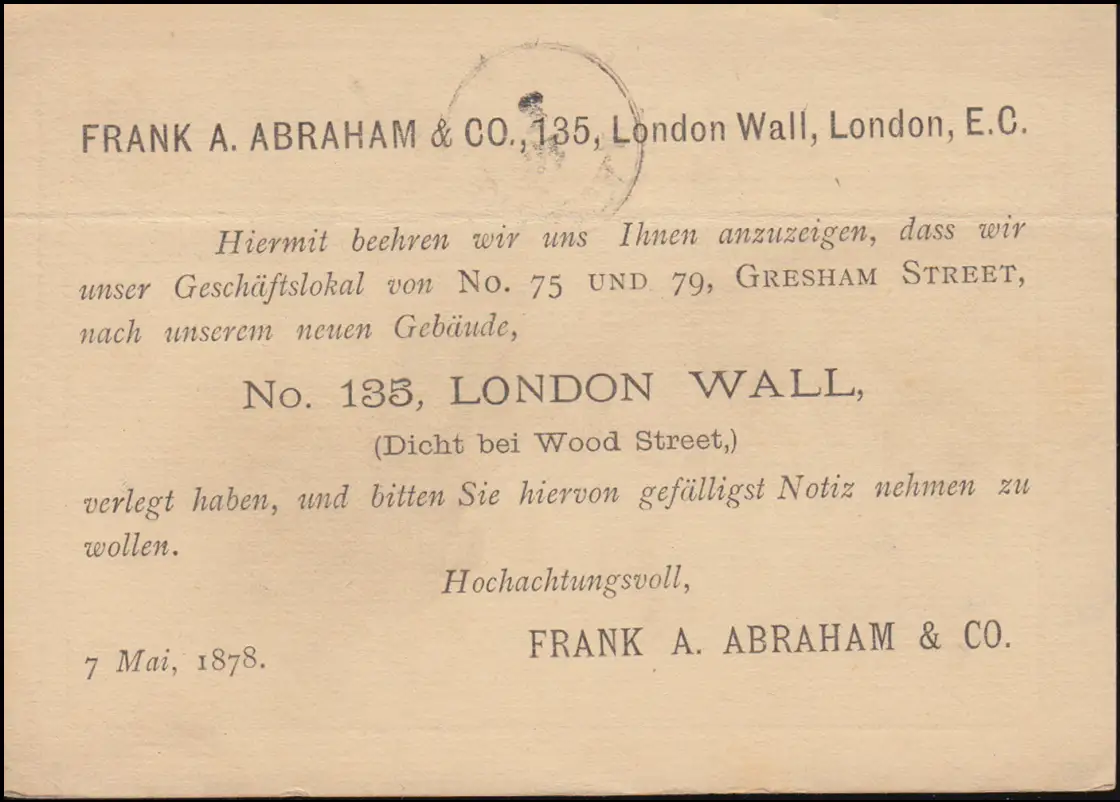 FRANK A. ABRAHAM & CO., 135, London Wall, London, E.C.
Hiermit beehren wir uns Ihnen anzuzeigen, dass wir
unser Geschäftslokal von No. 75 UND 79, GRESHAM STREET,
nach unserem neuen Gebäude,
No. 135, LONDON WALL,
(Dicht bei Wood Street,)
verlegt haben, und bitten Sie hiervon gefälligst Notiz nehmen zu
wollen.
Hochachtungsvoll,
FRANK A. ABRAHAM & CO.
7 Mai, 1878.